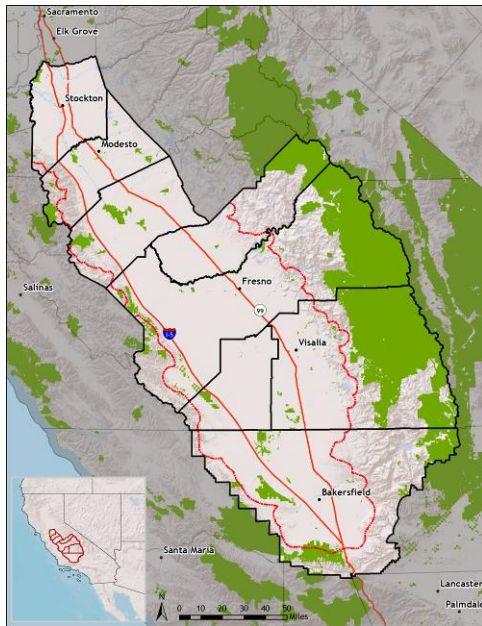 Sacramento
Elk Grove
Stockton
Modesto
Salinas
Fresno
99
Visalia
Bakersfield
Santa Maria
Lancaster
Palmdale
N
0 10 20 30 40 50
Miles